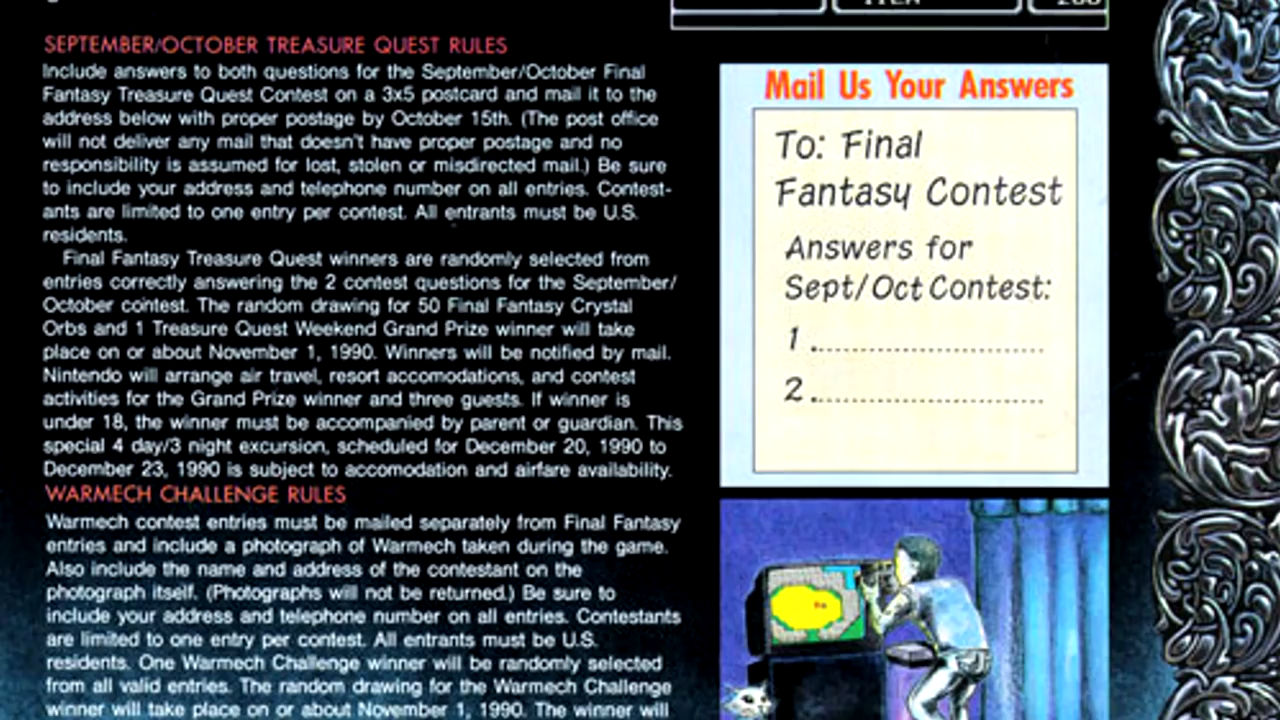 SEPTEMBER/OCTOBER TREASURE QUEST RULES
Include answers to both questions for the September/October Final
Fantasy Treasure Quest Contest on a 3x5 postcard and mail it to the
address below with proper postage by October 15th. (The post office
will not deliver any mail that doesn't have proper postage and no
responsibility is assumed for lost, stolen or misdirected mail.) Be sure
to include your address and telephone number on all entries. Contest-
ants are limited to one entry per contest. All entrants must be U.S.
residents.
Final Fantasy Treasure Quest winners are randomly selected from
entries correctly answering the 2 contest questions for the September/
October contest. The random drawing for 50 Final Fantasy Crystal
Orbs and 1 Treasure Quest Weekend Grand Prize winner will take
place on or about November 1, 1990. Winners will be notified by mail.
Nintendo will arrange air travel, resort accomodations, and contest
activities for the Grand Prize winner and three guests. If winner is
under 18, the winner must be accompanied by parent or guardian. This
special 4 day/3 night excursion, scheduled for December 20, 1990 to
December 23, 1990 is subject to accomodation and airfare availability.
WARMECH CHALLENGE RULES
Warmech contest entries must be mailed separately from Final Fantasy
entries and include a photograph of Warmech taken during the game.
Also include the name and address of the contestant on the
photograph itself. (Photographs will not be returned.) Be sure to
include your address and telephone number on all entries. Contestants
are limited to one entry per contest. All entrants must be U.S.
residents. One Warmech Challenge winner will be randomly selected
from all valid entries. The random drawing for the Warmech Challenge
winner will take place on or about November 1, 1990. The winner will
Mail Us Your Answers
To: Final
Fantasy Contest
Answers for
Sept/Oct Contest:
1.
2.